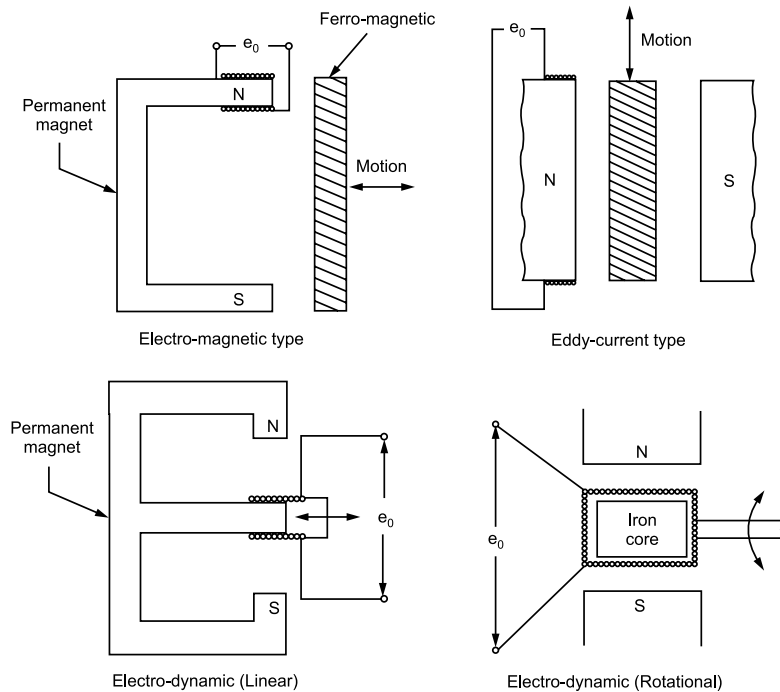 Ferro-magnetic
e0
N
Permanent
magnet
Motion
S
Electro-magnetic type
e0
Motion
N
S
Eddy-current type
N
Permanent
magnet
e0
S
Electro-dynamic (Linear)
N
Iron
core
e0
S
Electro-dynamic (Rotational)